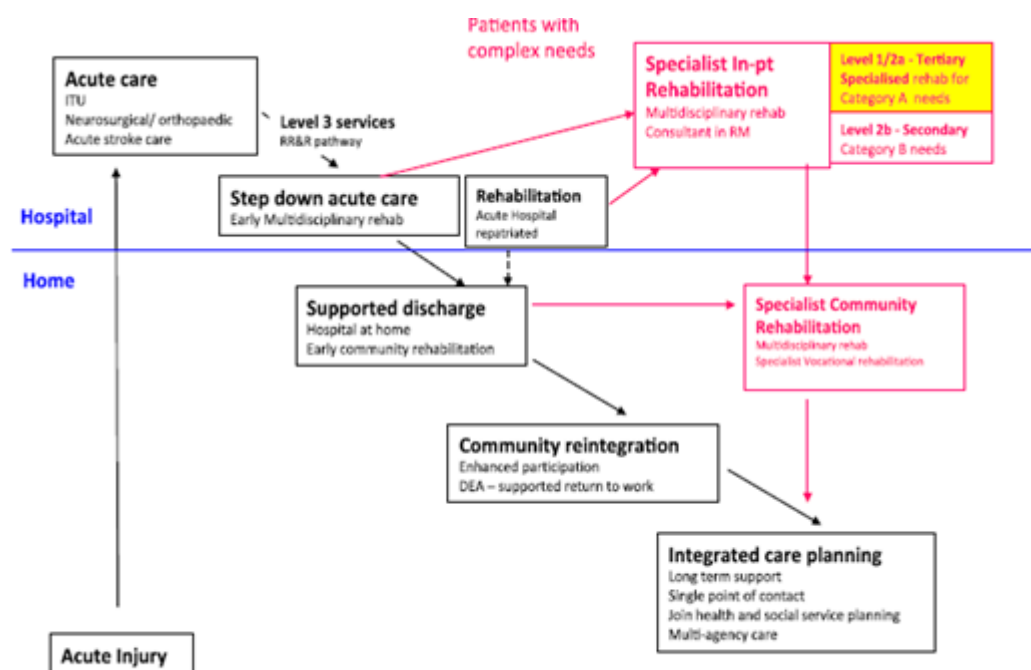 Patients with
complex needs
Acute care
ITU
Neurosurgical/ orthopaedic
Acute stroke care
Level 3 services
RR&R pathway
Specialist In-pt
Rehabilitation
Multidisciplinary rehab
Consultant in RM
Level 1/2a - Tertiary
Specialised rehab for
Category A needs
Level 2b - Secondary
Category B needs
Step down acute care
Early Multidisciplinary rehab
Rehabilitation
Acute Hospital
repatriated
Hospital
Home
Supported discharge
Hospital at home
Early community rehabilitation
Specialist Community
Rehabilitation
Multidisciplinary rehab
Specialist Vocational rehabilitation
Community reintegration
Enhanced participation
DEA – supported return to work
Integrated care planning
Long term support
Single point of contact
Join health and social service planning
Multi-agency care
Acute Injury